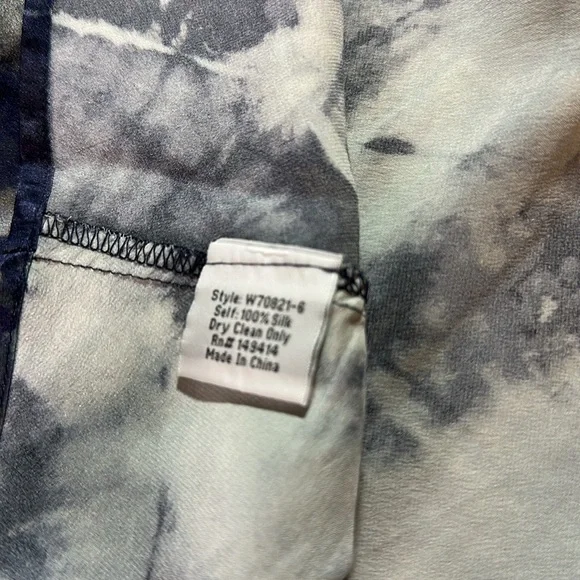 Style: W70821-6
Self: 100% Silk
Dry Clean Only
Rn# 149414
Made In China